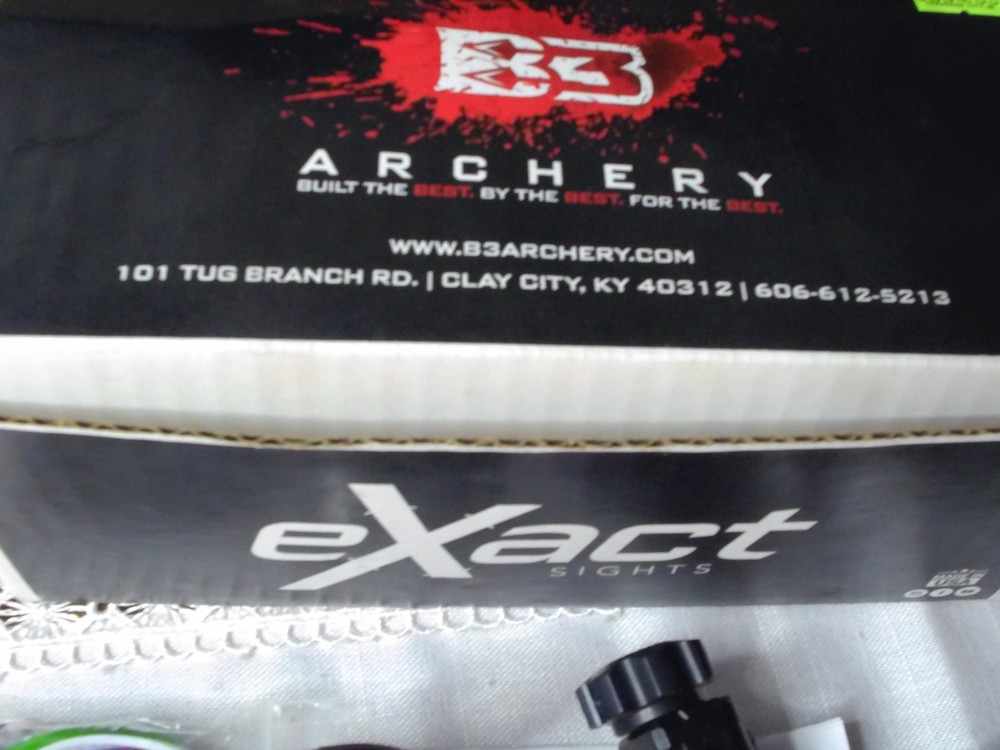 B3
ARCHERY
BUILT THE BEST. BY THE BEST. FOR THE BEST.
WWW.B3ARCHERY.COM
101 TUG BRANCH RD. | CLAY CITY, KY 40312 | 606-612-5213
eXact
SIGHTS